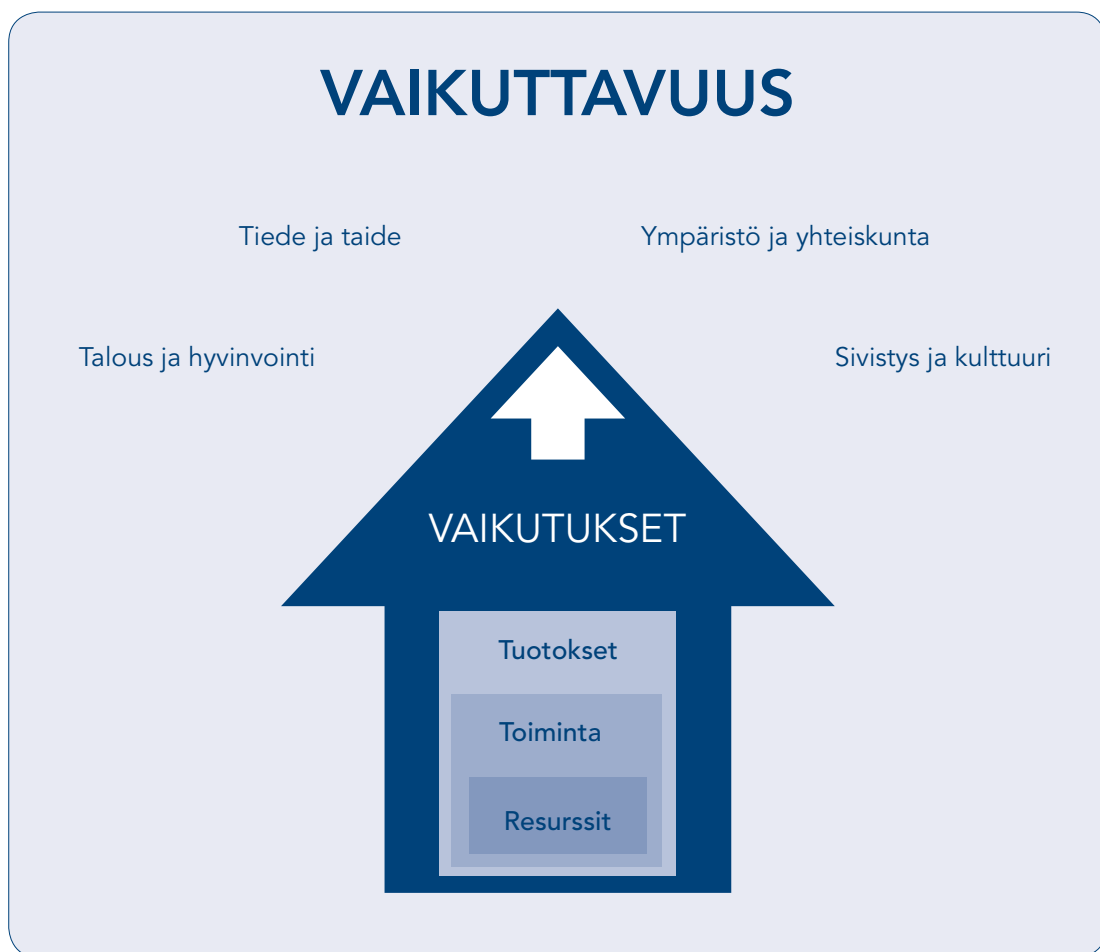 VAIKUTTAVUUS
Tiede ja taide
Ympäristö ja yhteiskunta
Talous ja hyvinvointi
Sivistys ja kulttuuri
VAIKUTUKSET
Tuotokset
Toiminta
Resurssit